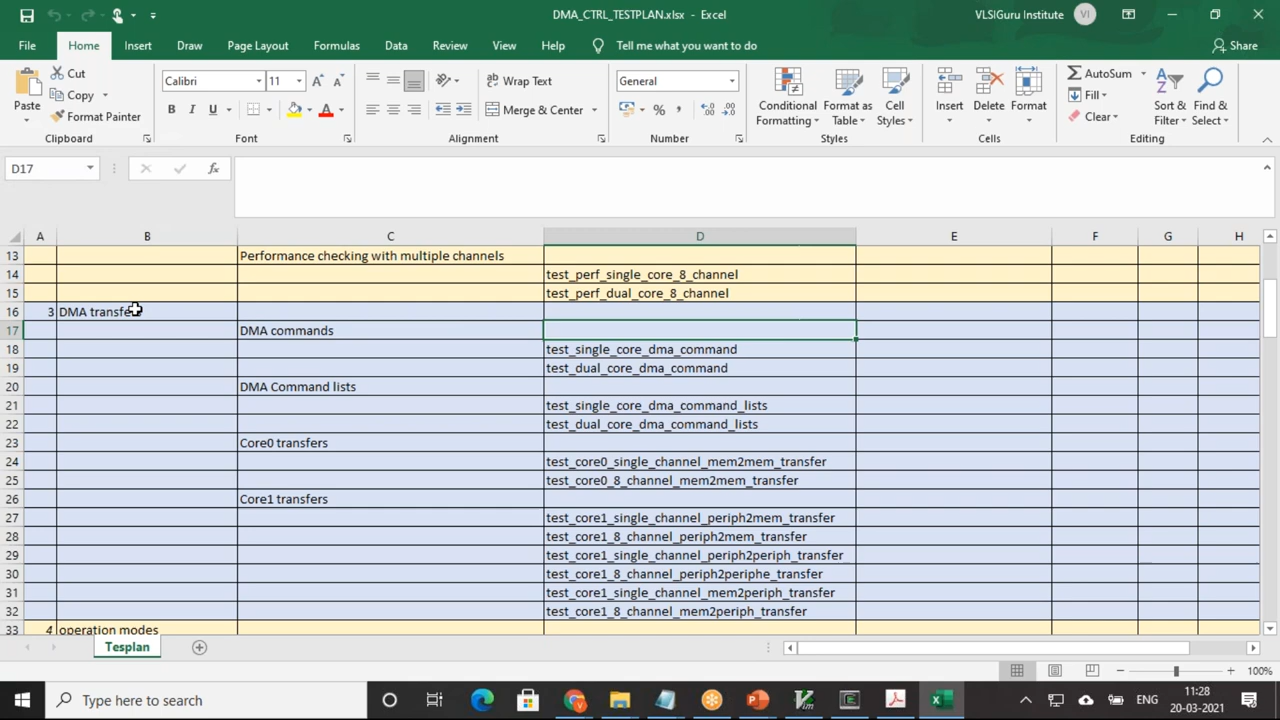 DMA_CTRL_TESTPLAN.xlsx - Excel
VLSIGuru Institute
VI
File
Home
Insert
Draw
Page Layout
Formulas
Data
Review
View
Help
Tell me what you want to do
Share
Paste
Cut
Copy
Format Painter
Clipboard
Calibri
11
B I U
Font
Wrap Text
Merge & Center
Alignment
General
Number
Conditional Formatting
Format as Table
Cell Styles
Styles
Insert
Delete
Format
Cells
AutoSum
Fill
Clear
Sort & Filter
Find & Select
Editing
D17
fx
A B C D E F G H
13 Performance checking with multiple channels
14 test_perf_single_core_8_channel
15 test_perf_dual_core_8_channel
16 3 DMA transfer
17 DMA commands
18 test_single_core_dma_command
19 test_dual_core_dma_command
20 DMA Command lists
21 test_single_core_dma_command_lists
22 test_dual_core_dma_command_lists
23 Core0 transfers
24 test_core0_single_channel_mem2mem_transfer
25 test_core0_8_channel_mem2mem_transfer
26 Core1 transfers
27 test_core1_single_channel_periph2mem_transfer
28 test_core1_8_channel_periph2mem_transfer
29 test_core1_single_channel_periph2periph_transfer
30 test_core1_8_channel_periph2periphe_transfer
31 test_core1_single_channel_mem2periph_transfer
32 test_core1_8_channel_mem2periph_transfer
33 4 operation modes
Tesplan
100%
Type here to search
ENG
11:28
20-03-2021